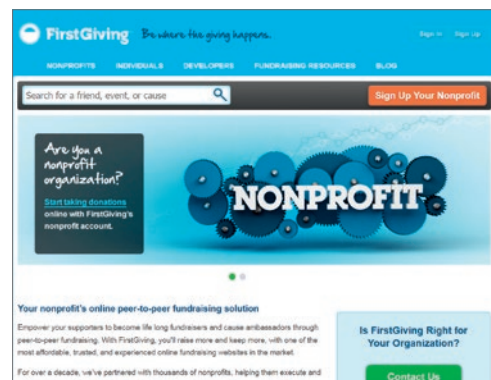 FirstGiving Be where the giving happens.
Sign in Sign up
NONPROFITS INDIVIDUALS DEVELOPERS FUNDRAISING RESOURCES BLOG
Search for a friend, event, or cause
Sign Up Your Nonprofit
Are you a
nonprofit
organization?
Start taking donations
online with FirstGiving's
nonprofit account.
NONPROFIT
Your nonprofit's online peer-to-peer fundraising solution
Empower your supporters to become life long fundraisers and cause ambassadors through
peer-to-peer fundraising. With FirstGiving, you'll raise more and keep more, with one of the
most affordable, trusted, and experienced online fundraising websites in the market.
For over a decade, we've partnered with thousands of nonprofits, helping them execute and
Is FirstGiving Right for
Your Organization?
Contact Us